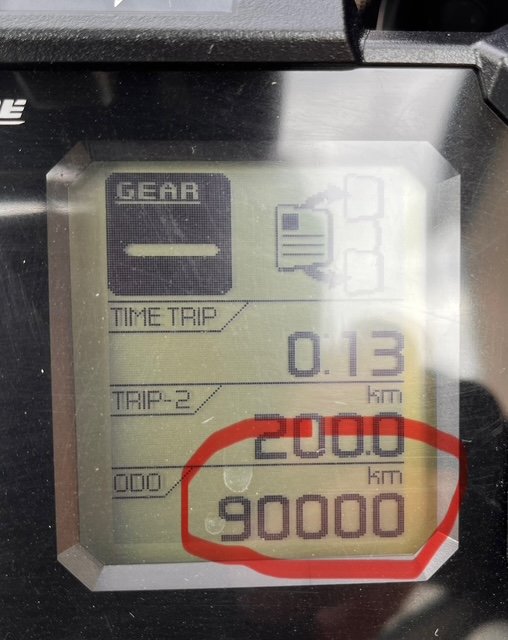 GEAR
TIME TRIP
0:13
km
TRIP-2
200.0
km
ODO
90000